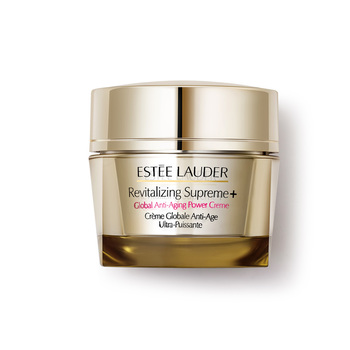 ESTĒE LAUDER
Revitalizing Supreme+
Global Anti-Aging Power Creme
Crème Globale Anti-Age
Ultra-Puissante